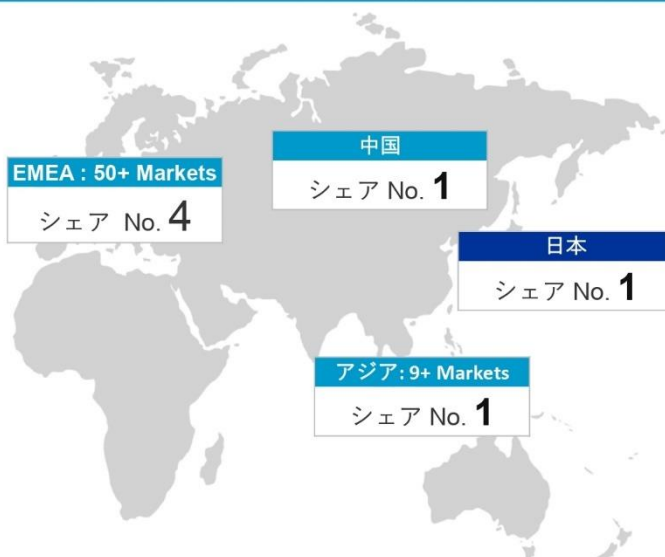 EMEA : 50+ Markets
シェア No. 4
中国
シェア No. 1
日本
シェア No. 1
アジア: 9+ Markets
シェア No. 1